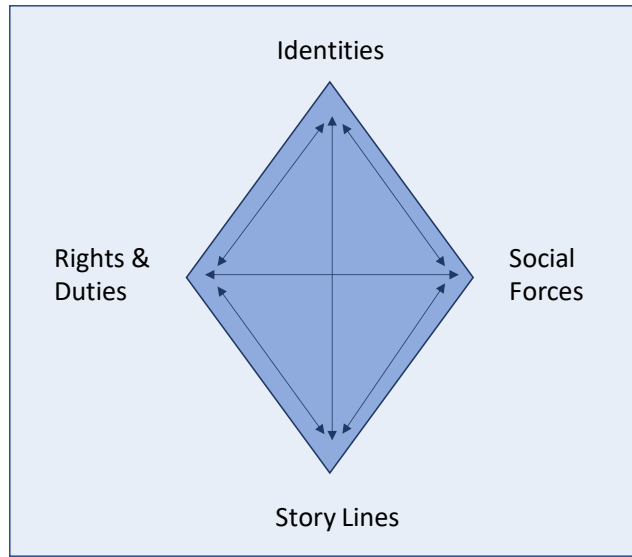 Identities
Rights &
Duties
Social
Forces
Story Lines